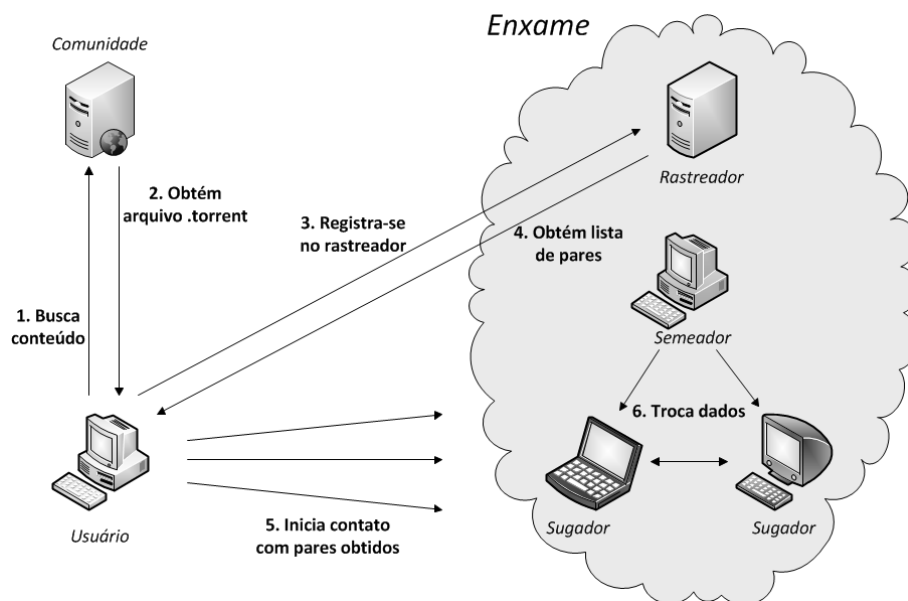 Enxame
Comunidade
Rastreador
2. Obtém
arquivo .torrent
3. Registra-se
no rastreador
4. Obtém lista
de pares
1. Busca
conteúdo
Semeador
6. Troca dados
Usuário
5. Inicia contato
com pares obtidos
Sugador
Sugador